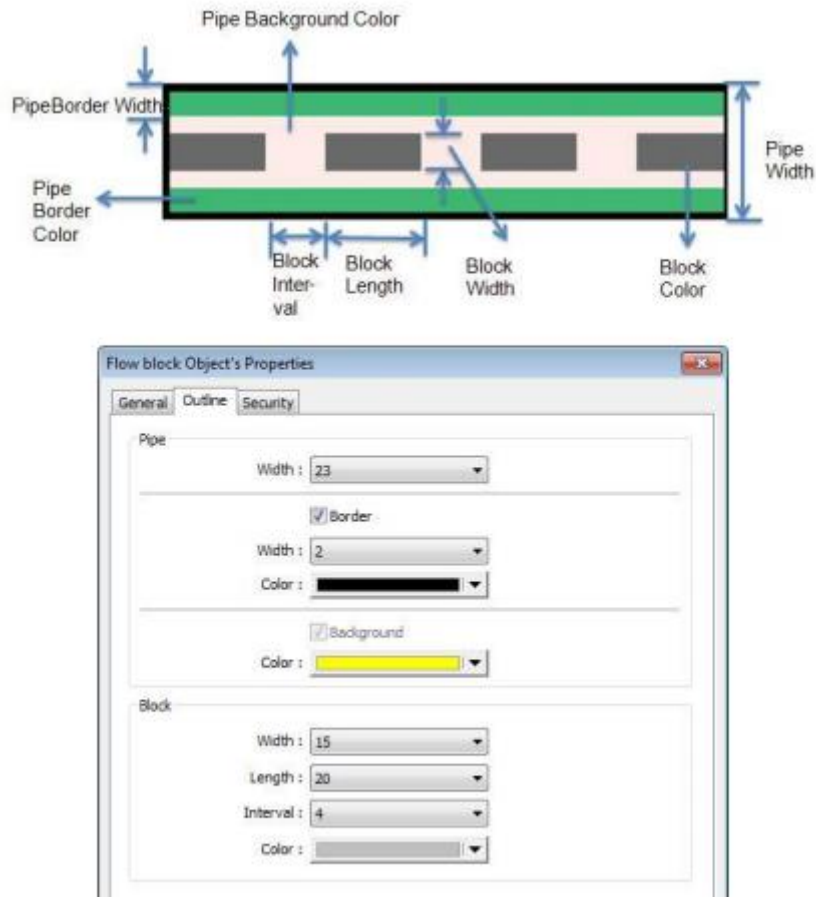 Pipe Background Color
PipeBorder Width
Pipe
Width
Pipe
Border
Color
Block
Inter-
val
Block
Length
Block
Width
Block
Color
Flow block Object's Properties
General Outline Security
Pipe
Width : 23
Border
Width : 2
Color :
Background
Color :
Block
Width : 15
Length : 20
Interval : 4
Color :